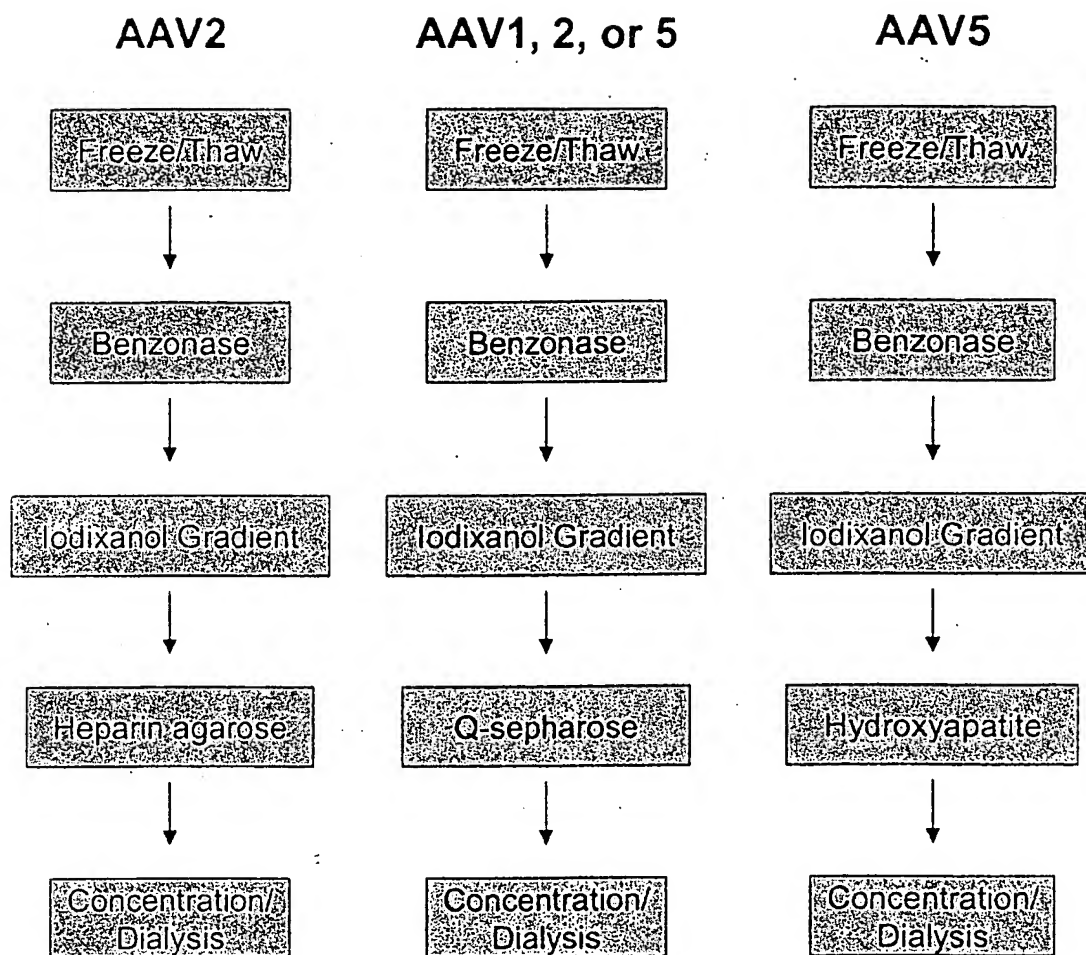 AAV2
Freeze/Thaw
Benzonase
Iodixanol Gradient
Heparin agarose
Concentration/
Dialysis
AAV1, 2, or 5
Freeze/Thaw
Benzonase
Iodixanol Gradient
Q-sepharose
Concentration/
Dialysis
AAV5
Freeze/Thaw
Benzonase
Iodixanol Gradient
Hydroxyapatite
Concentration/
Dialysis